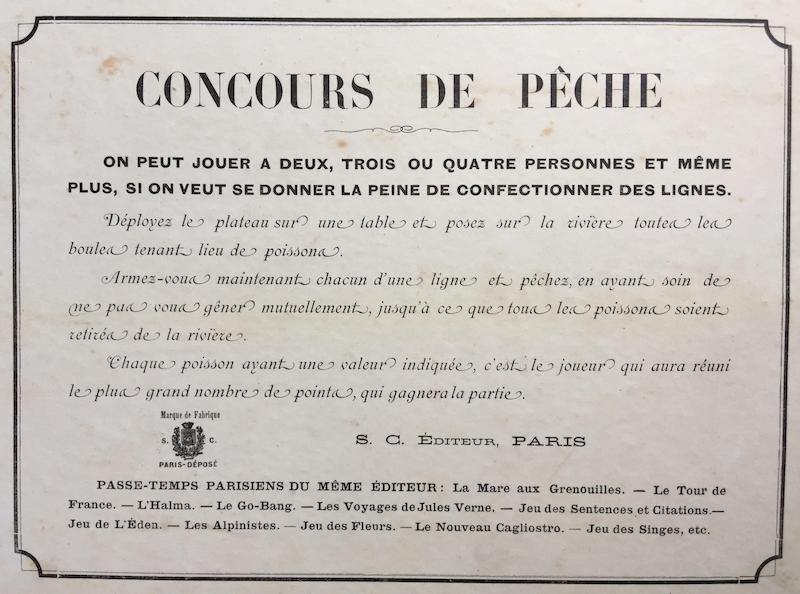 CONCOURS DE PÊCHE
ON PEUT JOUER A DEUX, TROIS OU QUATRE PERSONNES ET MÊME
PLUS, SI ON VEUT SE DONNER LA PEINE DE CONFECTIONNER DES LIGNES.
Déployez le plateau sur une table et posez sur la rivière toutes les
boules tenant lieu de poissons.
Armez-vous maintenant chacun d'une ligne et pêchez, en ayant soin de
ne pas vous gêner mutuellement, jusqu'à ce que tous les poissons soient
retirés de la rivière.
Chaque poisson ayant une valeur indiquée, c'est le joueur qui aura réuni
le plus grand nombre de points, qui gagnera la partie.
Marque de Fabrique
S. C.
PARIS-DÉPOSÉ
S. C. ÉDITEUR, PARIS
PASSE-TEMPS PARISIENS DU MÊME ÉDITEUR : La Mare aux Grenouilles. — Le Tour de
France. — L'Halma. — Le Go-Bang. — Les Voyages de Jules Verne. — Jeu des Sentences et Citations.—
Jeu de L'Éden. — Les Alpinistes. — Jeu des Fleurs. — Le Nouveau Cagliostro. — Jeu des Singes, etc.